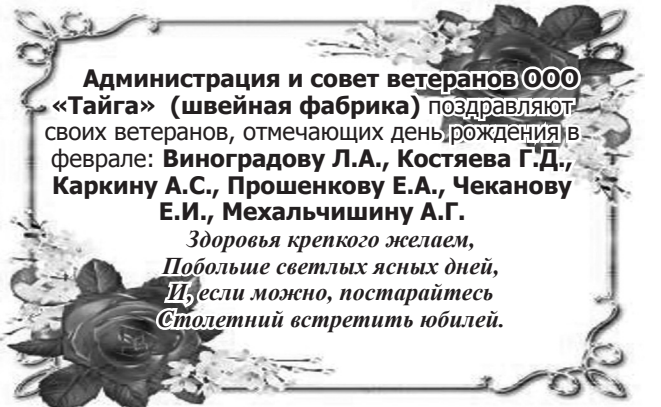 Администрация и совет ветеранов ООО
«Тайга» (швейная фабрика) поздравляют
своих ветеранов, отмечающих день рождения в
феврале: Виноградову Л.А., Костяева Г.Д.,
Каркину А.С., Прошенкову Е.А., Чеканову
Е.И., Мехальчишину А.Г.
Здоровья крепкого желаем,
Побольше светлых ясных дней,
И, если можно, постарайтесь
Столетний встретить юбилей.